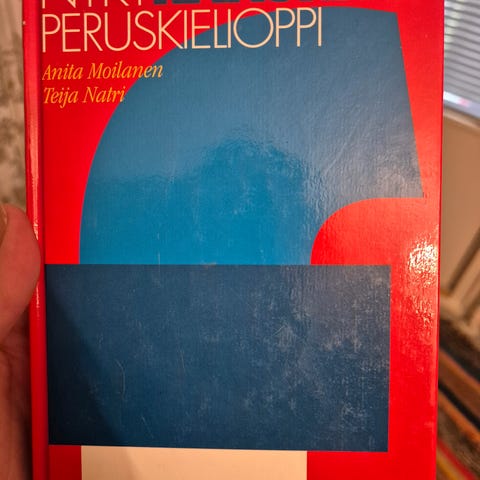 PERUSKIELIOPPI
Anita Moilanen
Teija Natri